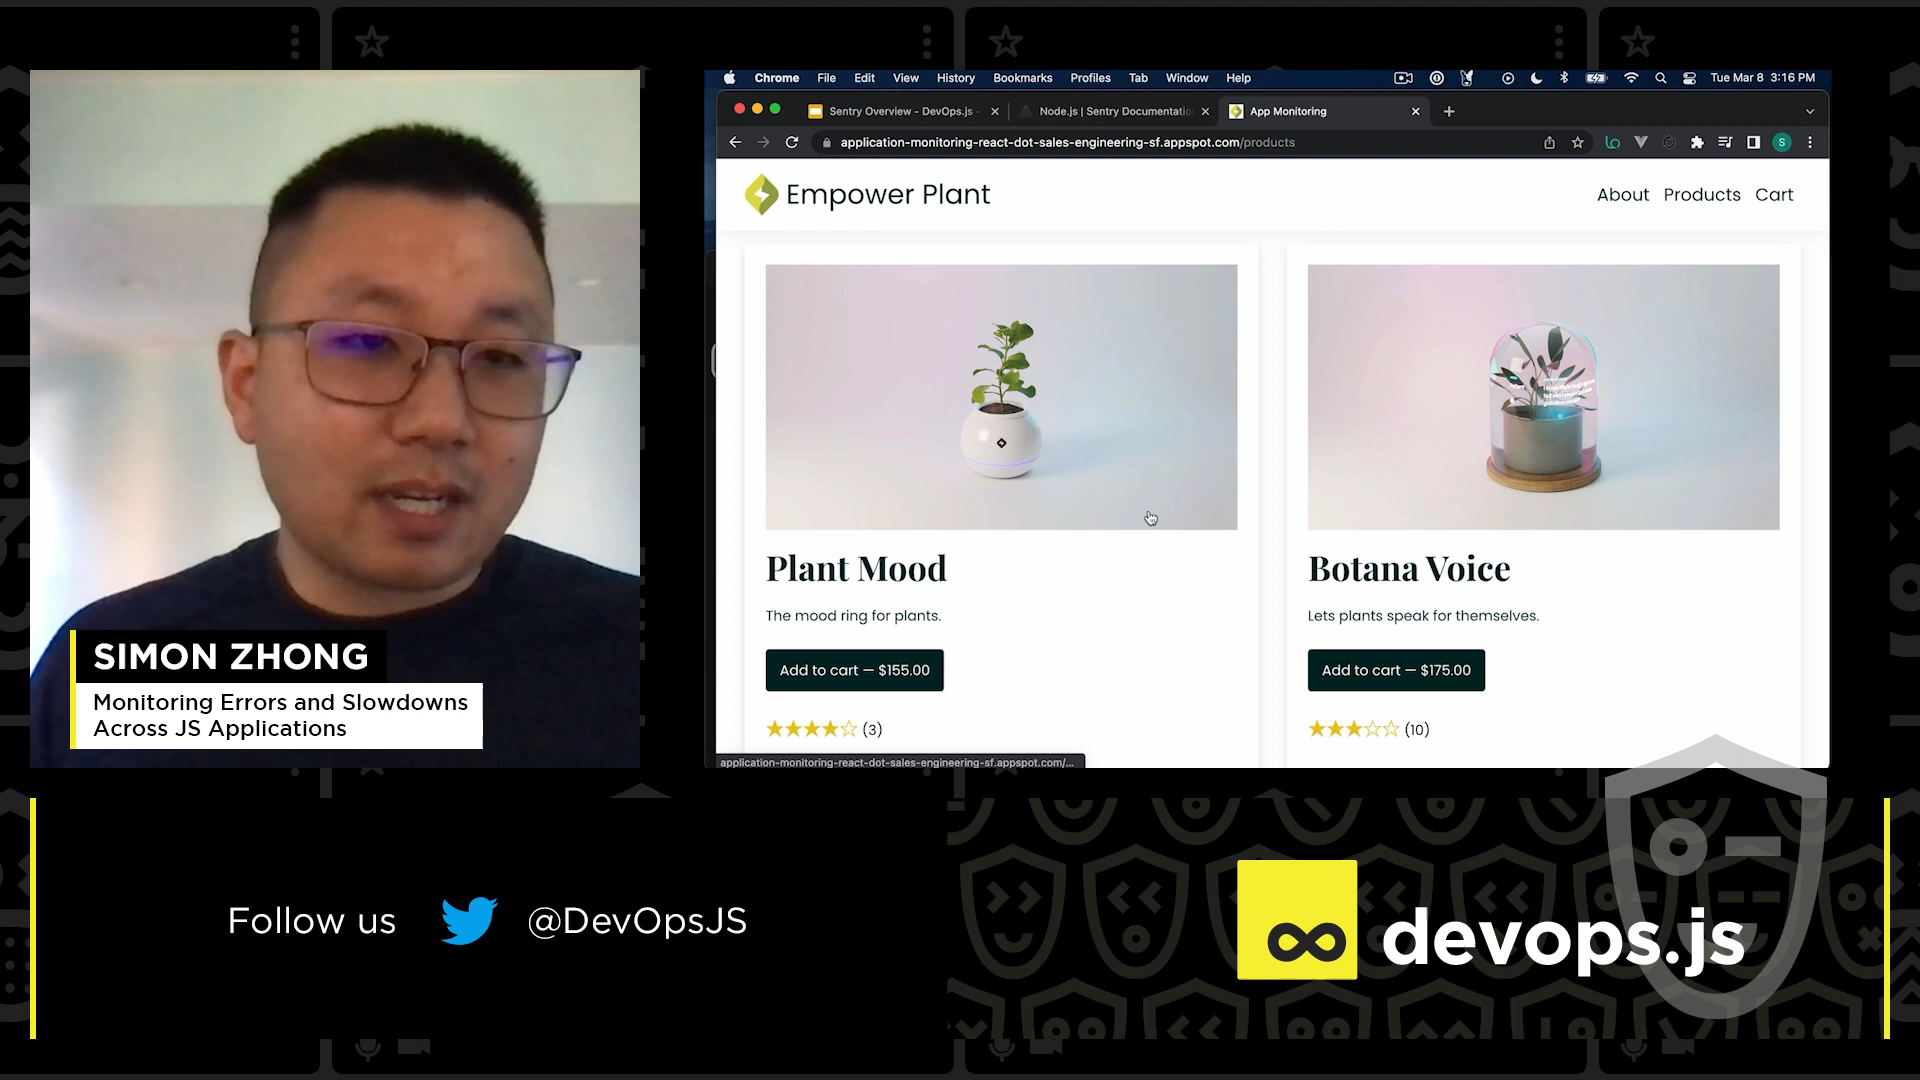 Chrome File Edit View History Bookmarks Profiles Tab Window Help Tue Mar 8 3:16 PM
Sentry Overview - DevOps.js - Node.js | Sentry Documentatio App Monitoring
application-monitoring-react-dot-sales-engineering-sf.appspot.com/products
S
Empower Plant
About Products Cart
Plant Mood
The mood ring for plants.
Add to cart — $155.00
(3)
Botana Voice
Lets plants speak for themselves.
Add to cart — $175.00
(10)
application-monitoring-react-dot-sales-engineering-sf.appspot.com/...
SIMON ZHONG
Monitoring Errors and Slowdowns
Across JS Applications
Follow us @DevOpsJS
devops.js